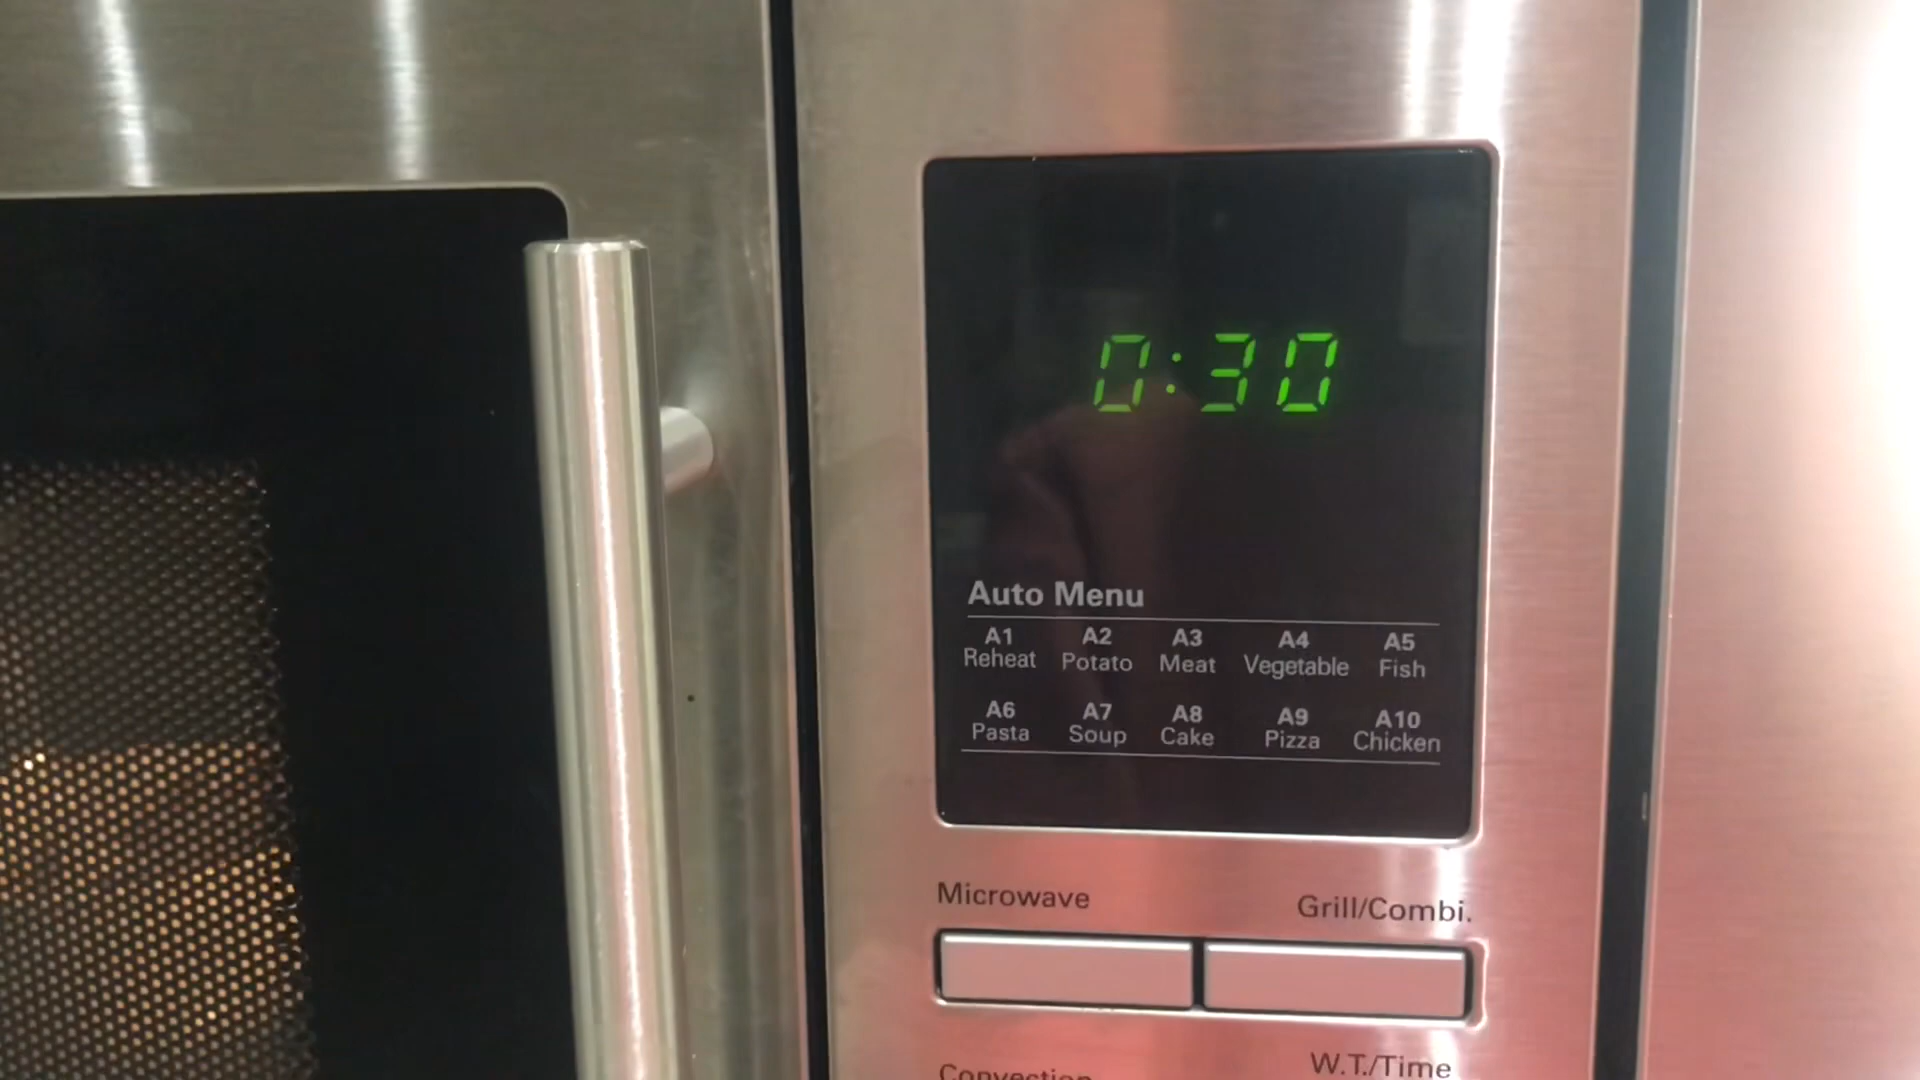 0:30
Auto Menu
A1 A2 A3 A4 A5
Reheat Potato Meat Vegetable Fish
A6 A7 A8 A9 A10
Pasta Soup Cake Pizza Chicken
Microwave Grill/Combi.
Convection W.T./Time